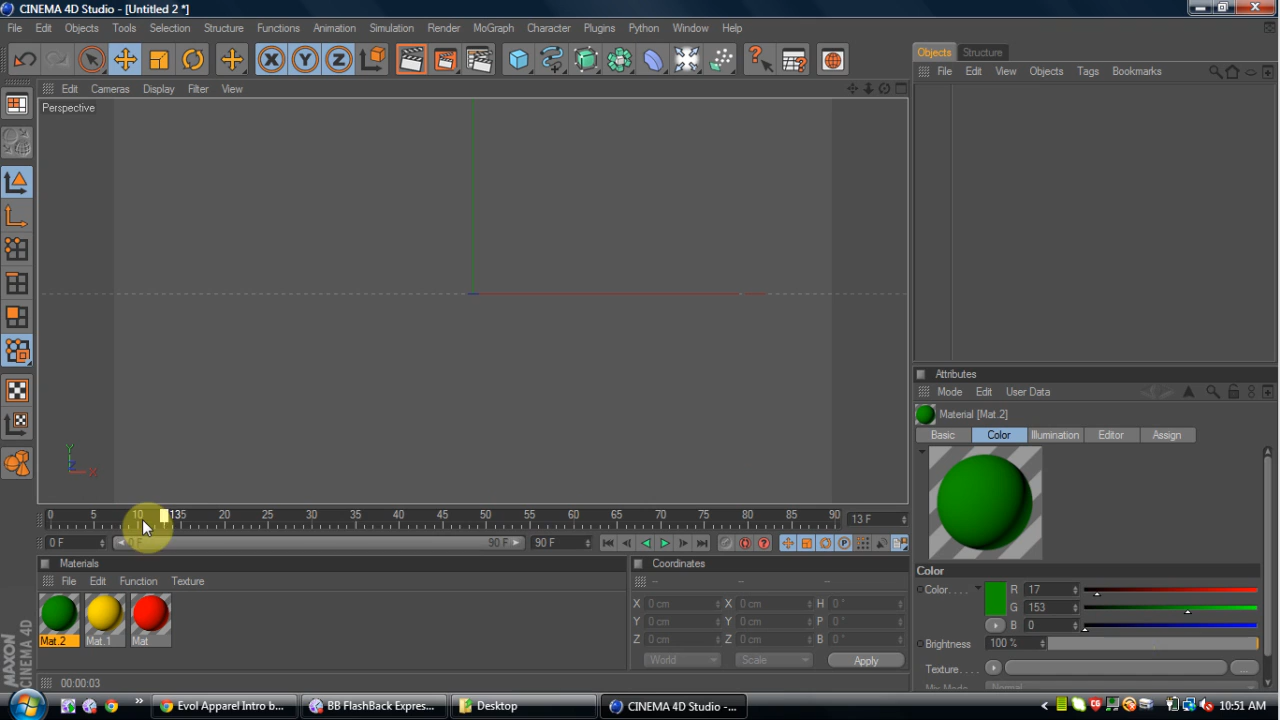 CINEMA 4D Studio - [Untitled 2 *]
File Edit Objects Tools Selection Structure Functions Animation Simulation Render MoGraph Character Plugins Python Window Help
X Y Z
Objects Structure
File Edit View Objects Tags Bookmarks
Edit Cameras Display Filter View
Perspective
Y
Z X
0 5 10 135 20 25 30 35 40 45 50 55 60 65 70 75 80 85 90
13 F
0 F 0 F 90 F 90 F
Materials
File Edit Function Texture
Mat.2 Mat.1 Mat
Coordinates
-- -- --
X 0 cm X 0 cm H 0 °
Y 0 cm Y 0 cm P 0 °
Z 0 cm Z 0 cm B 0 °
World Scale Apply
Attributes
Mode Edit User Data
Material [Mat.2]
Basic Color Illumination Editor Assign
Color
Color. . . . R 17
G 153
B 0
Brightness 100 %
Texture. . . . ...
Mix Mode Normal
MAXON
CINEMA 4D
00:00:03
Evol Apparel Intro b... BB FlashBack Expres... Desktop CINEMA 4D Studio -... 10:51 AM